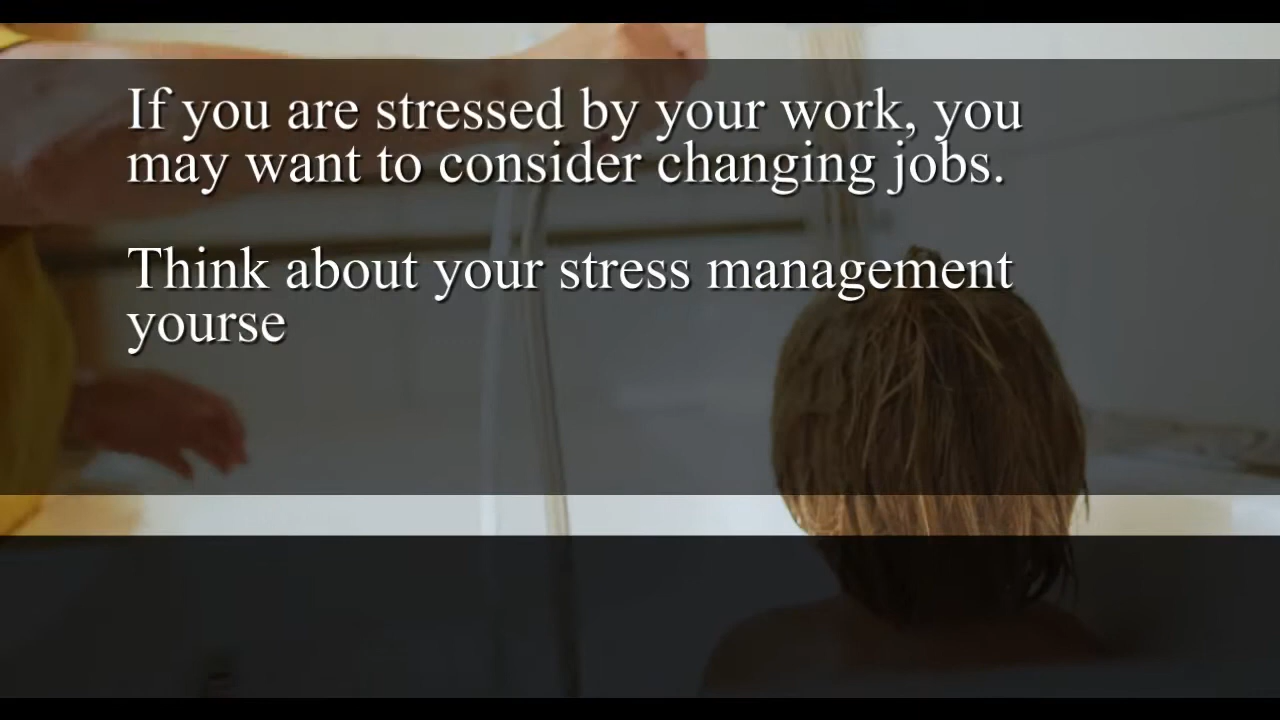 If you are stressed by your work, you
may want to consider changing jobs.
Think about your stress management
yourse